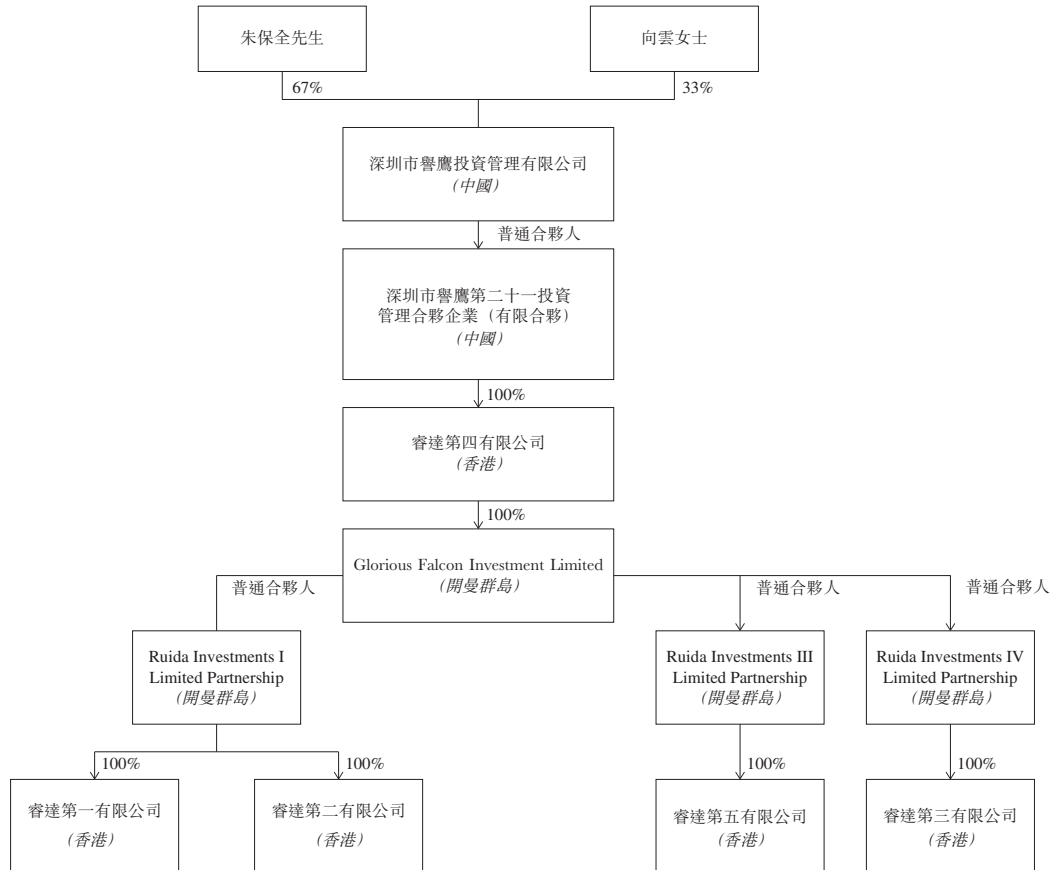 朱保全先生
向雲女士
67%
33%
深圳市譽鷹投資管理有限公司
(中國)
普通合夥人
深圳市譽鷹第二十一投資
管理合夥企業（有限合夥）
(中國)
100%
睿達第四有限公司
(香港)
100%
Glorious Falcon Investment Limited
(開曼群島)
普通合夥人
普通合夥人
普通合夥人
Ruida Investments I
Limited Partnership
(開曼群島)
Ruida Investments III
Limited Partnership
(開曼群島)
Ruida Investments IV
Limited Partnership
(開曼群島)
100%
100%
100%
100%
睿達第一有限公司
(香港)
睿達第二有限公司
(香港)
睿達第五有限公司
(香港)
睿達第三有限公司
(香港)